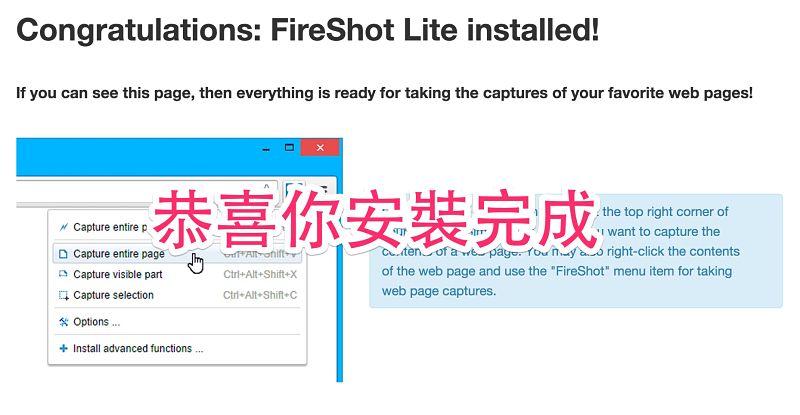 Congratulations: FireShot Lite installed!
If you can see this page, then everything is ready for taking the captures of your favorite web pages!
Capture entire
Capture entire page Ctrl+Alt+Shift+V
Capture visible part Ctrl+Alt+Shift+X
Capture selection Ctrl+Alt+Shift+C
Options ...
Install advanced functions ...
恭喜你安裝完成
the top right corner of
you want to capture the
contents of a web page. You may also right-click the contents
of the web page and use the "FireShot" menu item for taking
web page captures.